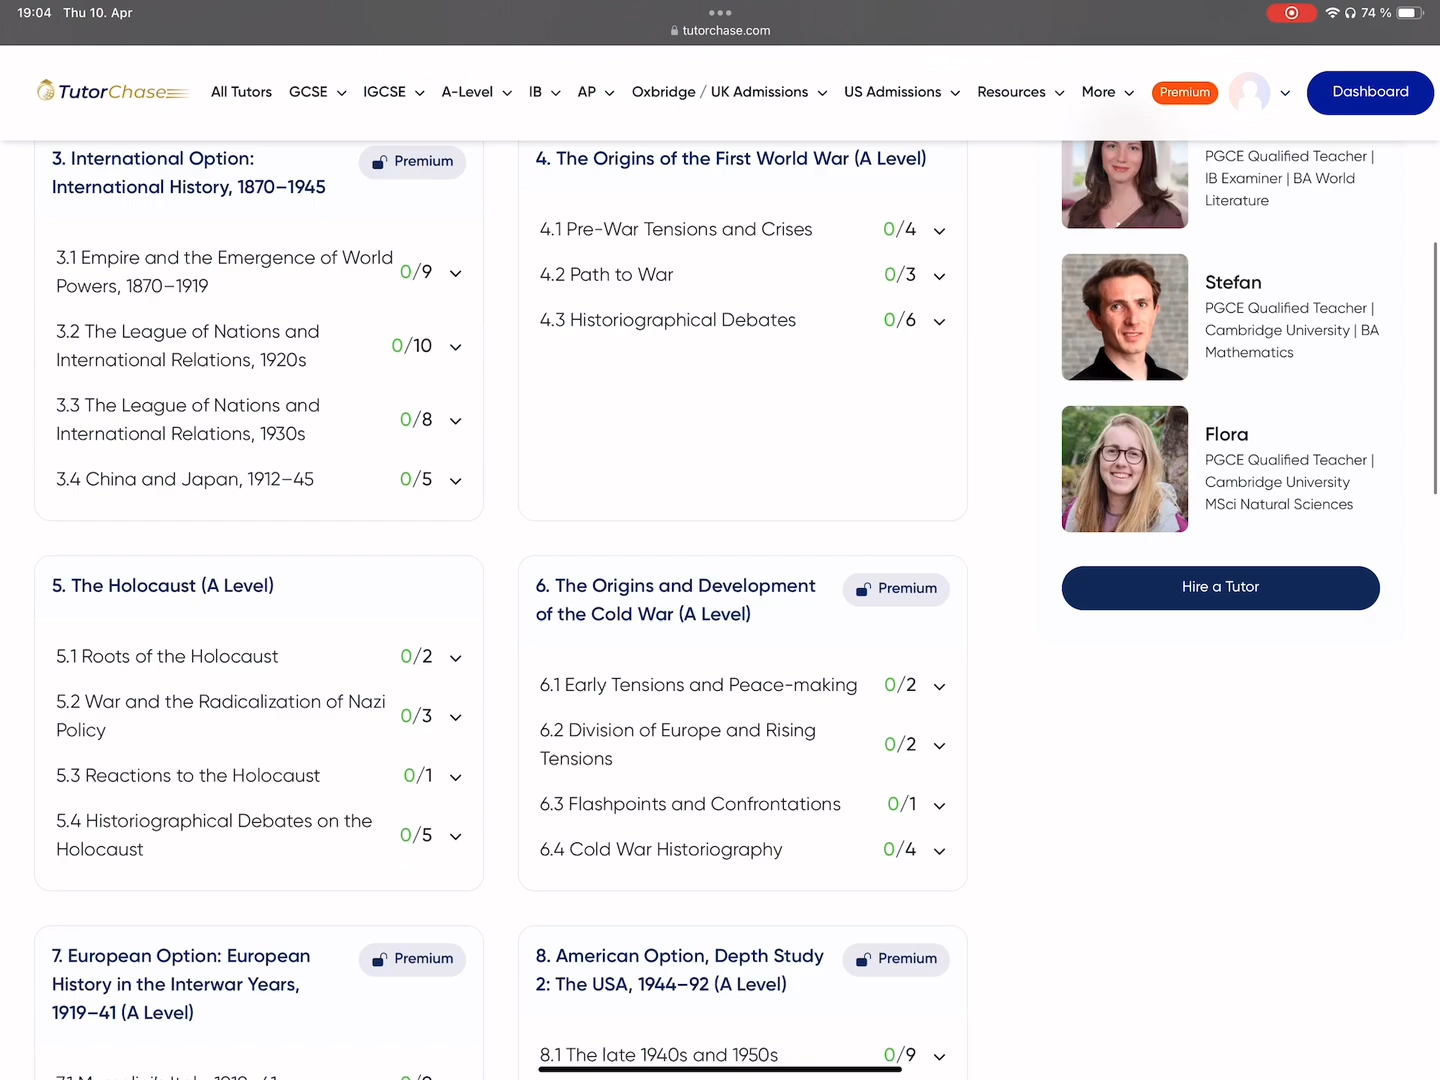 19:04 Thu 10. Apr
74 %
tutorchase.com
TutorChase
All Tutors GCSE IGCSE A-Level IB AP Oxbridge / UK Admissions US Admissions Resources More Premium Dashboard
3. International Option:
International History, 1870–1945
Premium
3.1 Empire and the Emergence of World
Powers, 1870–1919
0/9
3.2 The League of Nations and
International Relations, 1920s
0/10
3.3 The League of Nations and
International Relations, 1930s
0/8
3.4 China and Japan, 1912–45 0/5
4. The Origins of the First World War (A Level)
4.1 Pre-War Tensions and Crises 0/4
4.2 Path to War 0/3
4.3 Historiographical Debates 0/6
PGCE Qualified Teacher |
IB Examiner | BA World
Literature
Stefan
PGCE Qualified Teacher |
Cambridge University | BA
Mathematics
Flora
PGCE Qualified Teacher |
Cambridge University
MSci Natural Sciences
Hire a Tutor
5. The Holocaust (A Level)
5.1 Roots of the Holocaust 0/2
5.2 War and the Radicalization of Nazi
Policy
0/3
5.3 Reactions to the Holocaust 0/1
5.4 Historiographical Debates on the
Holocaust
0/5
6. The Origins and Development
of the Cold War (A Level)
Premium
6.1 Early Tensions and Peace-making 0/2
6.2 Division of Europe and Rising
Tensions
0/2
6.3 Flashpoints and Confrontations 0/1
6.4 Cold War Historiography 0/4
7. European Option: European
History in the Interwar Years,
1919–41 (A Level)
Premium
8. American Option, Depth Study
2: The USA, 1944–92 (A Level)
Premium
8.1 The late 1940s and 1950s 0/9